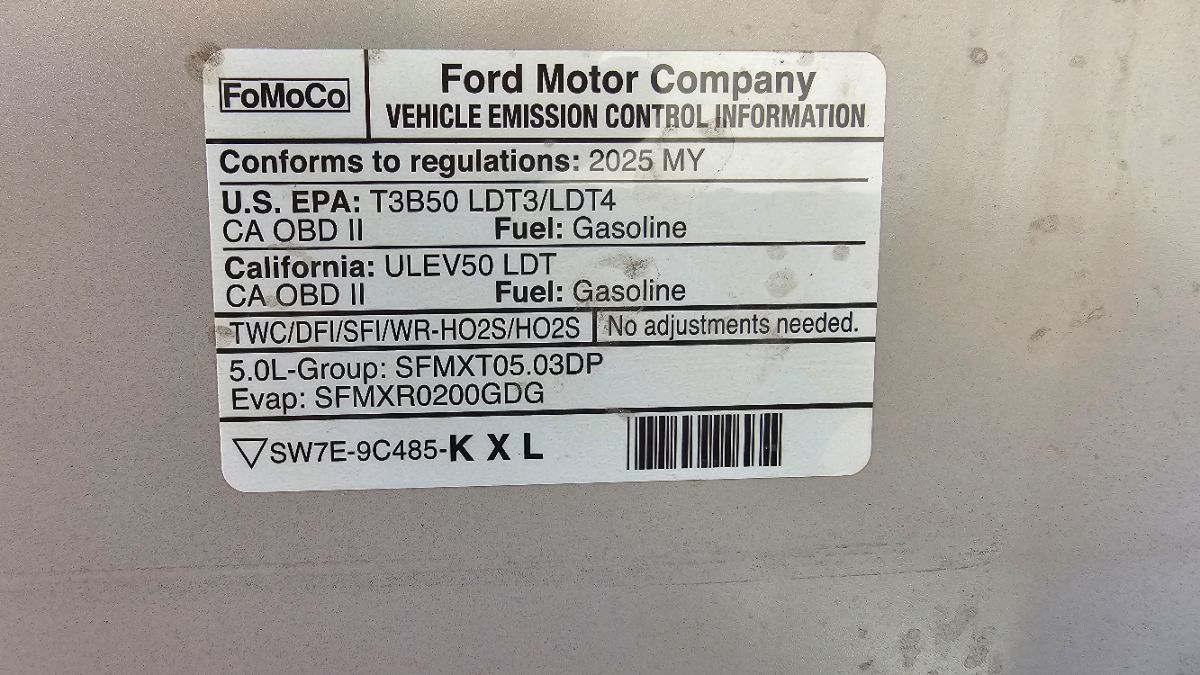 FoMoCo
Ford Motor Company
VEHICLE EMISSION CONTROL INFORMATION
Conforms to regulations: 2025 MY
U.S. EPA: T3B50 LDT3/LDT4
CA OBD II Fuel: Gasoline
California: ULEV50 LDT
CA OBD II Fuel: Gasoline
TWC/DFI/SFI/WR-HO2S/HO2S No adjustments needed.
5.0L-Group: SFMXT05.03DP
Evap: SFMXR0200GDG
SW7E-9C485-K X L